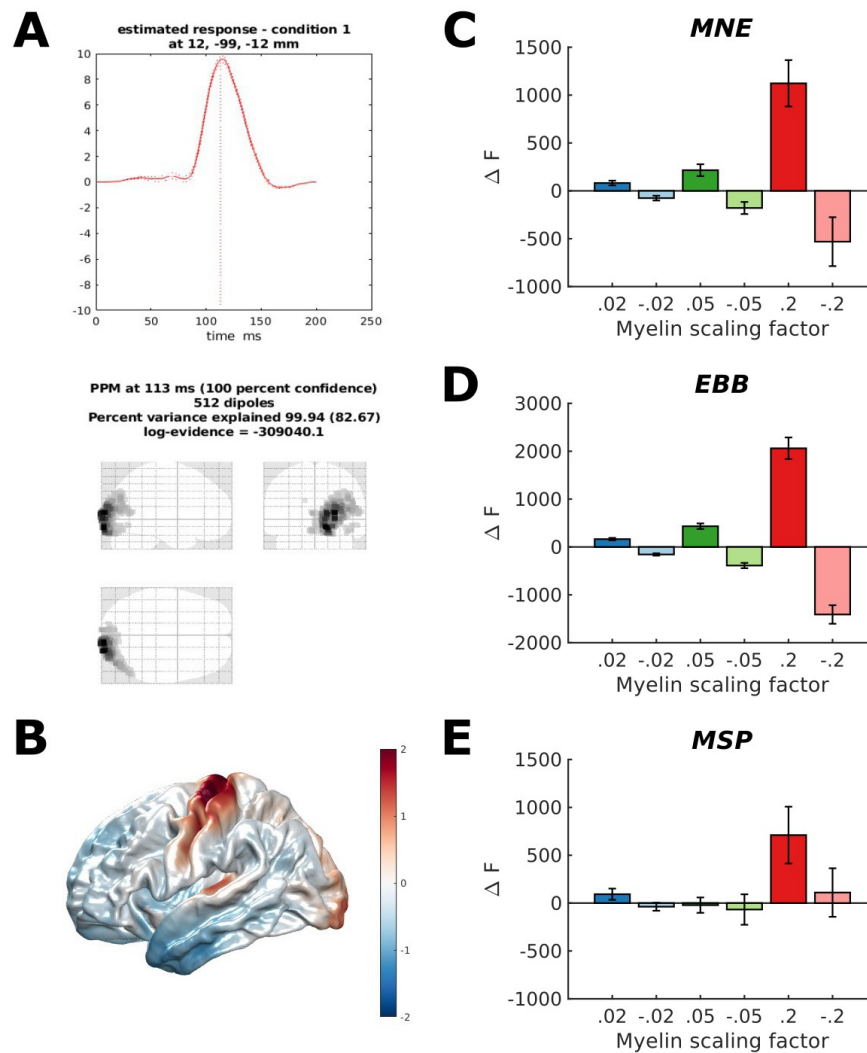 A
estimated response - condition 1
at 12, -99, -12 mm
10
8
6
4
2
0
-2
-4
-6
-8
-10
0 50 100 150 200 250
time ms
PPM at 113 ms (100 percent confidence)
512 dipoles
Percent variance explained 99.94 (82.67)
log-evidence = -309040.1
B
2
1
0
-1
-2
C
MNE
1500
1000
500
0
-500
-1000
Δ F
.02 -.02 .05 -.05 .2 -.2
Myelin scaling factor
D
EBB
3000
2000
1000
0
-1000
-2000
Δ F
.02 -.02 .05 -.05 .2 -.2
Myelin scaling factor
E
MSP
1500
1000
500
0
-500
-1000
Δ F
.02 -.02 .05 -.05 .2 -.2
Myelin scaling factor